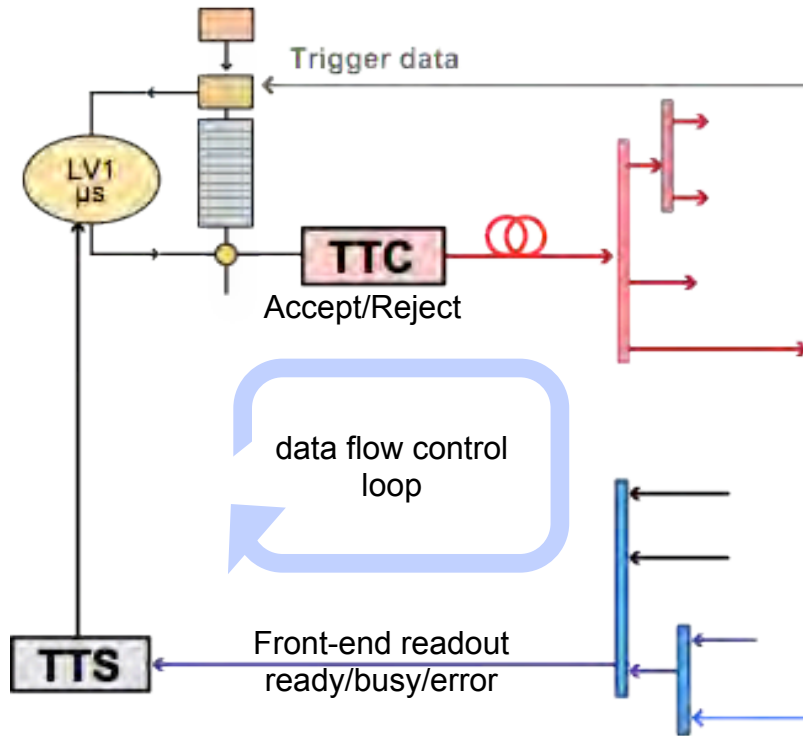 Trigger data
LV1
µs
TTC
Accept/Reject
data flow control
loop
Front-end readout
ready/busy/error
TTS